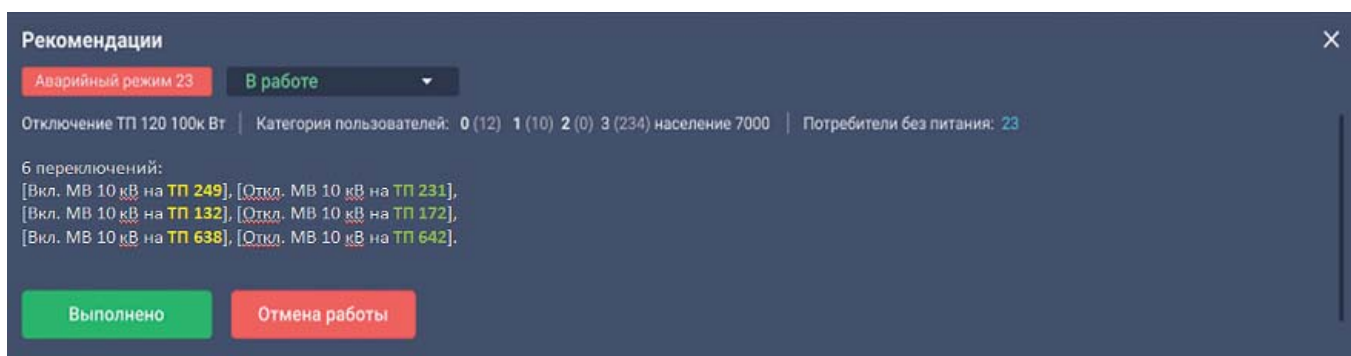 Рекомендации
Аварийный режим 23 В работе
Отключение ТП 120 100к Вт | Категория пользователей: 0 (12) 1 (10) 2 (0) 3 (234) население 7000 | Потребители без питания: 23
6 переключений:
[Вкл. МВ 10 кВ на ТП 249], [Откл. МВ 10 кВ на ТП 231],
[Вкл. МВ 10 кВ на ТП 132], [Откл. МВ 10 кВ на ТП 172],
[Вкл. МВ 10 кВ на ТП 638], [Откл. МВ 10 кВ на ТП 642].
Выполнено Отмена работы